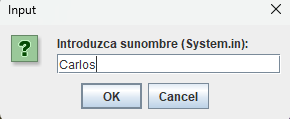 Input
Introduzca sunombre (System.in):
Carlos
OK
Cancel